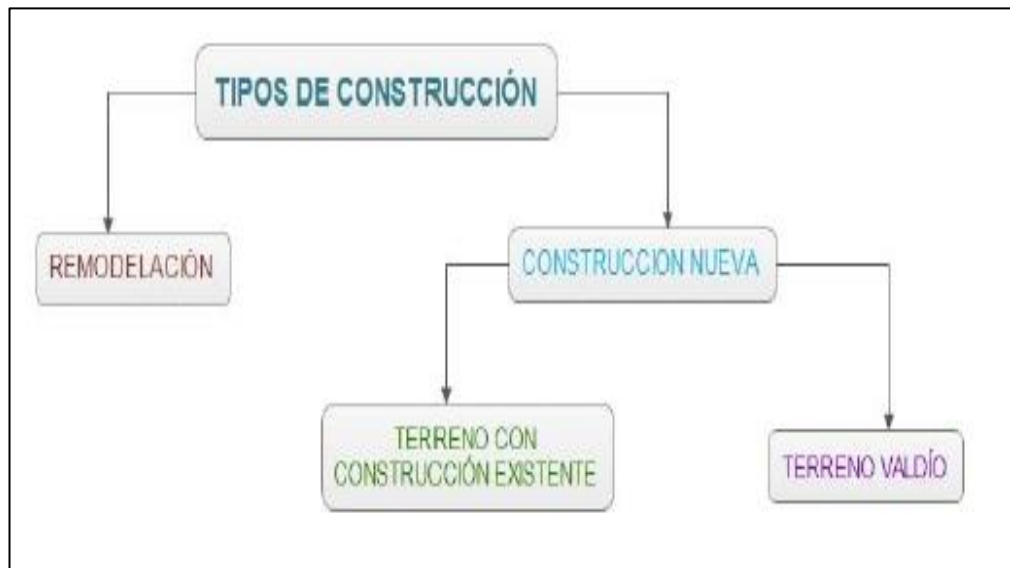 TIPOS DE CONSTRUCCIÓN
REMODELACIÓN
CONSTRUCCION NUEVA
TERRENO CON
CONSTRUCCIÓN EXISTENTE
TERRENO VALDÍO